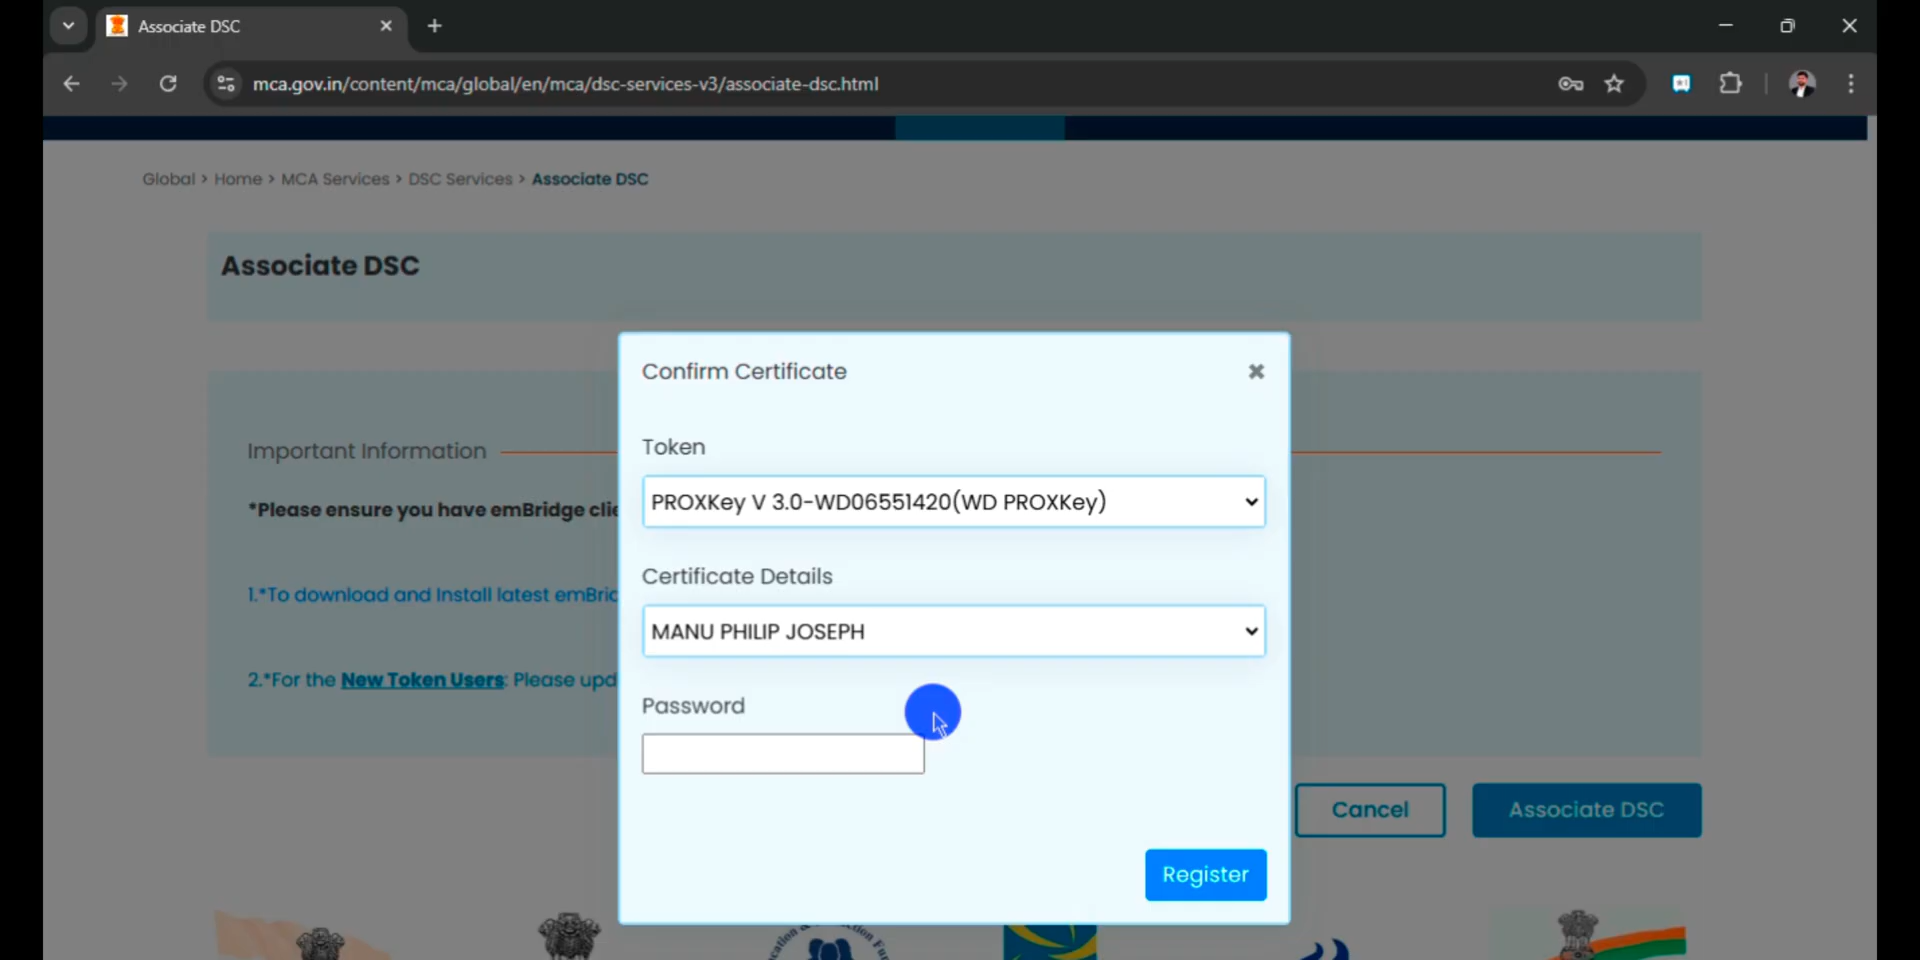 Associate DSC
mca.gov.in/content/mca/global/en/mca/dsc-services-v3/associate-dsc.html
Global > Home > MCA Services > DSC Services > Associate DSC
Associate DSC
Confirm Certificate
Token
Important Information
PROXKey V 3.0-WD06551420(WD PROXKey)
*Please ensure you have emBridge
Certificate Details
1.*To download and Install latest
MANU PHILIP JOSEPH
2.*For the New Token Users: Please
Password
Cancel
Associate DSC
Register